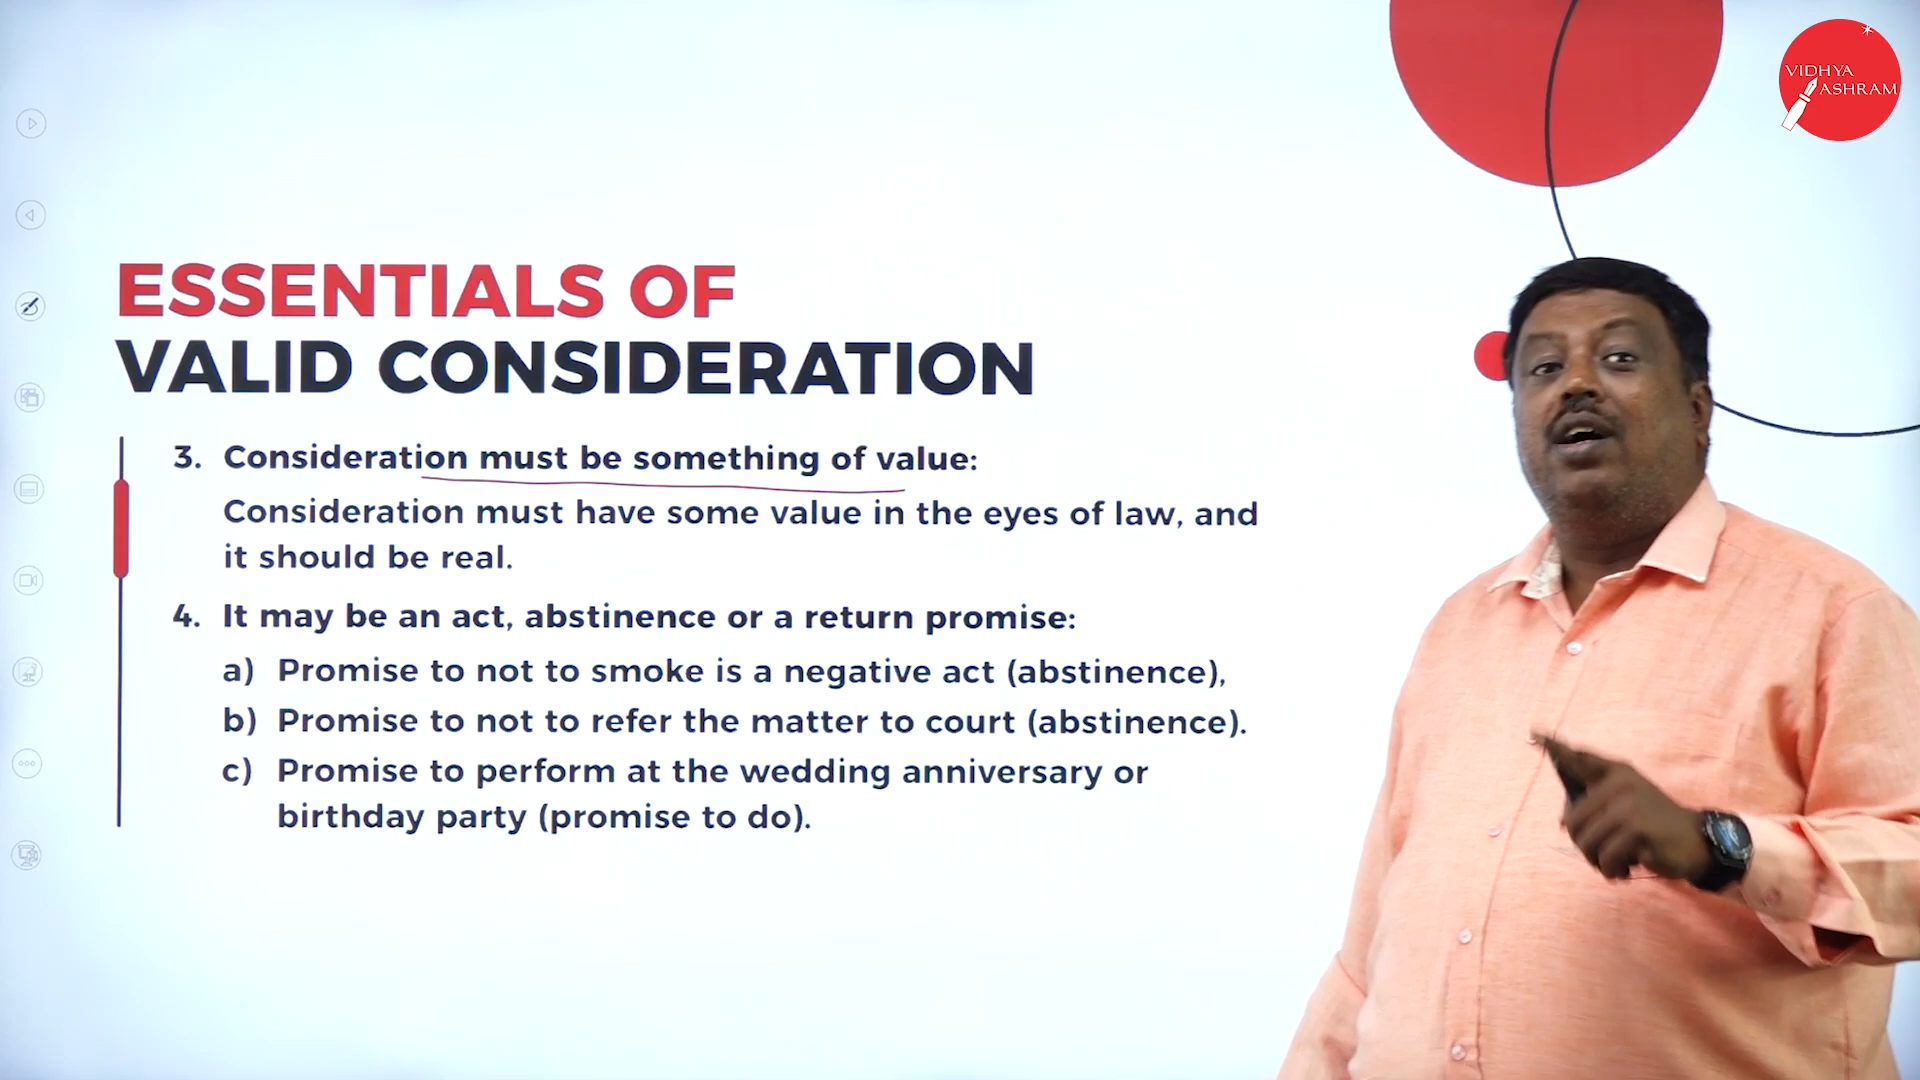 VIDHYA
ASHRAM
ESSENTIALS OF
VALID CONSIDERATION
3. Consideration must be something of value:
Consideration must have some value in the eyes of law, and
it should be real.
4. It may be an act, abstinence or a return promise:
a) Promise to not to smoke is a negative act (abstinence),
b) Promise to not to refer the matter to court (abstinence).
c) Promise to perform at the wedding anniversary or
birthday party (promise to do).